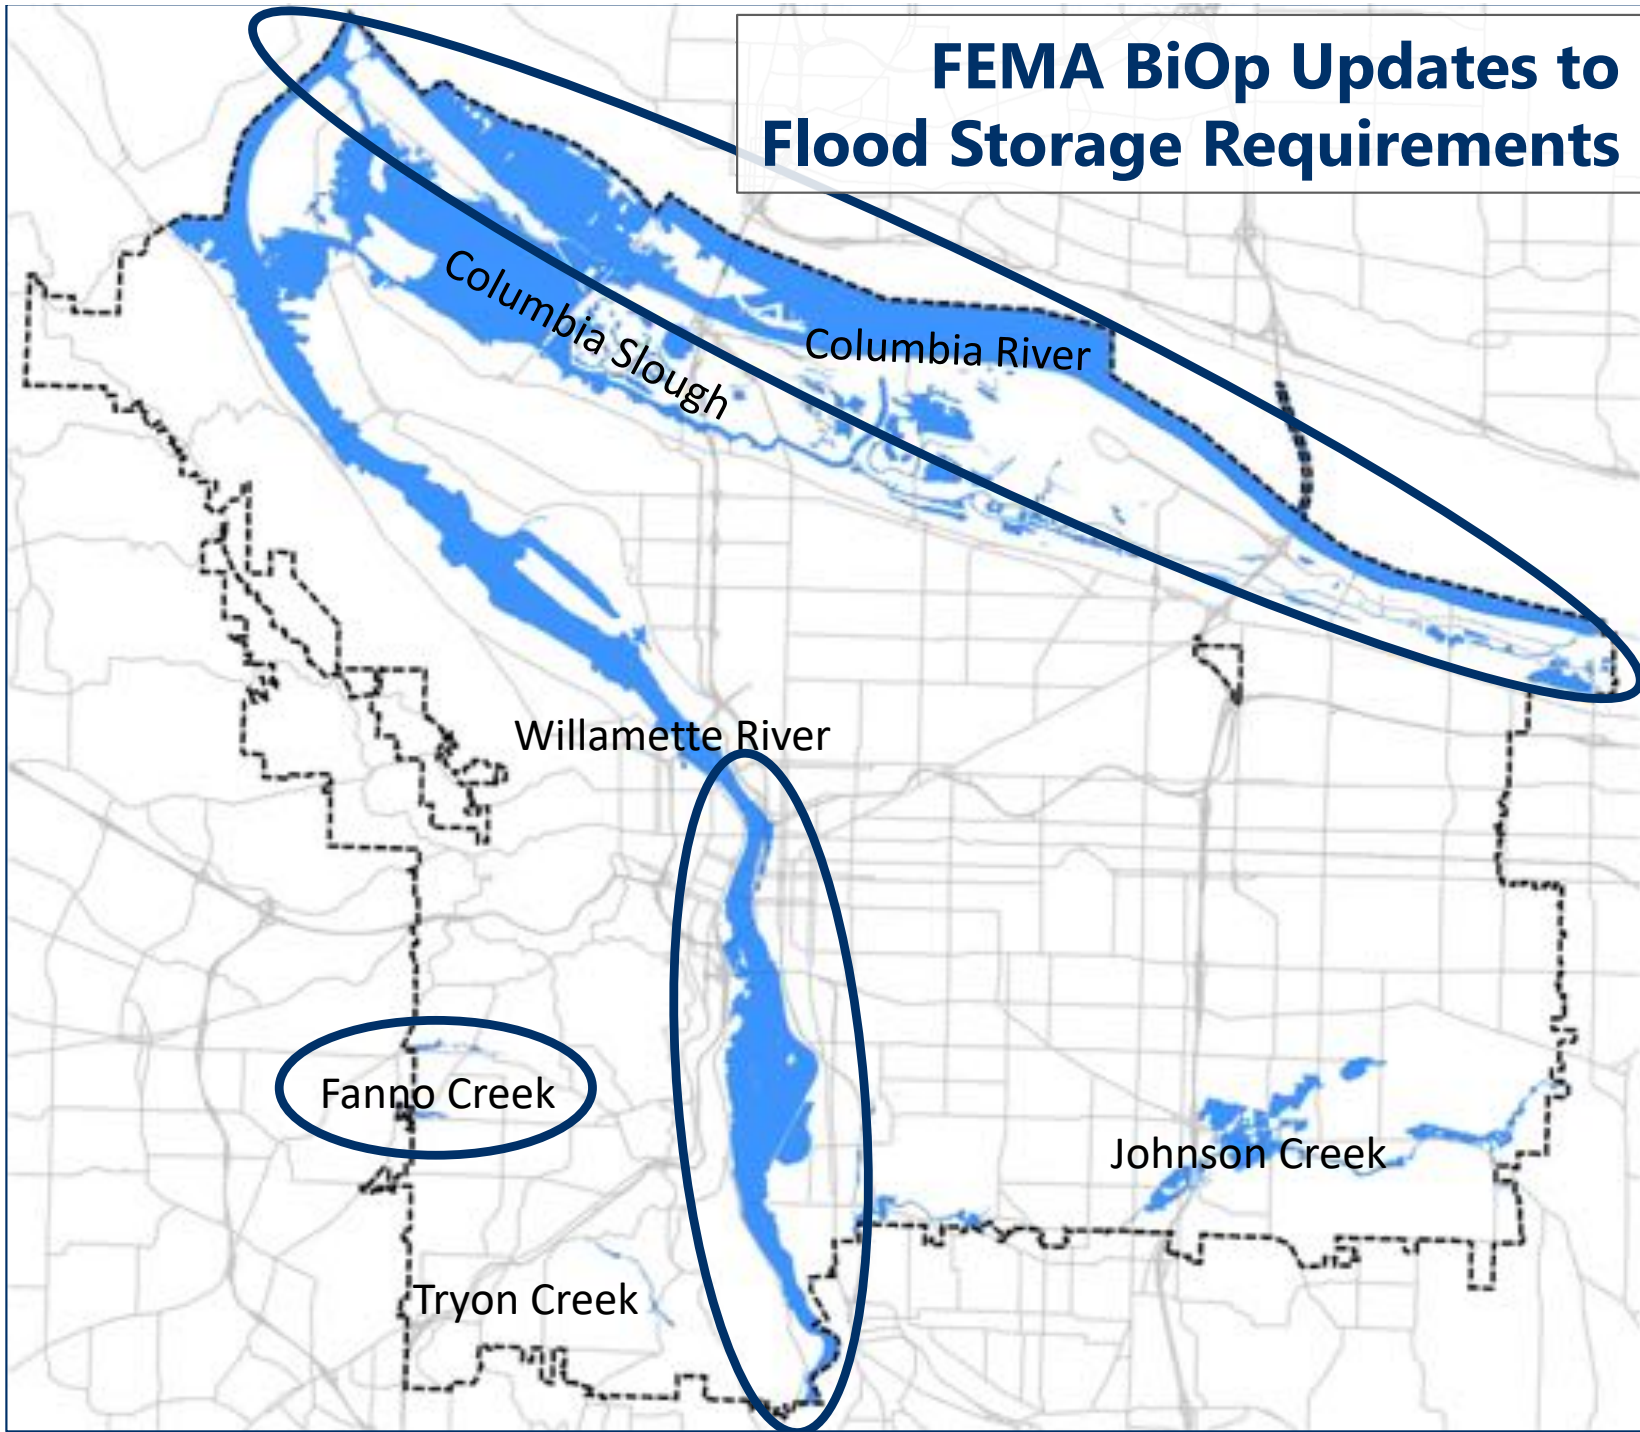 FEMA BiOp Updates to
Flood Storage Requirements
Columbia Slough
Columbia River
Willamette River
Fanno Creek
Johnson Creek
Tryon Creek